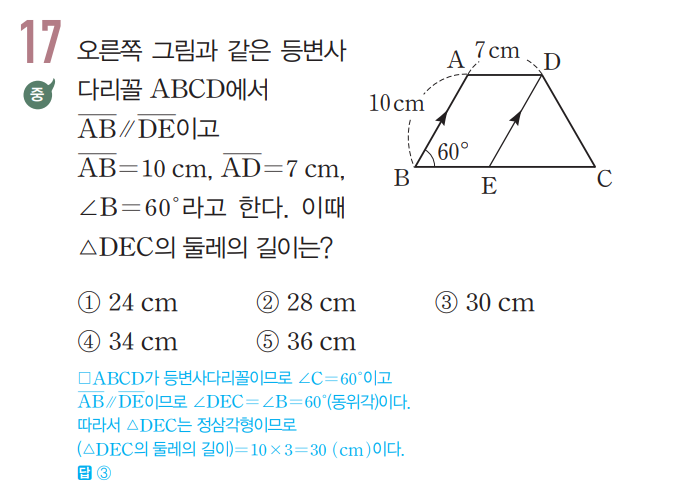 17
중
오른쪽 그림과 같은 등변사
다리꼴 ABCD에서
AB∥DE이고
AB=10 cm, AD=7 cm,
∠B=60°라고 한다. 이때
△DEC의 둘레의 길이는?
A 7cm D
10cm
60°
B E C
① 24 cm ② 28 cm ③ 30 cm
④ 34 cm ⑤ 36 cm
□ABCD가 등변사다리꼴이므로 ∠C=60°이고
AB∥DE이므로 ∠DEC=∠B=60°(동위각)이다.
따라서 △DEC는 정삼각형이므로
(△DEC의 둘레의 길이)=10×3=30 (cm)이다.
답 ③